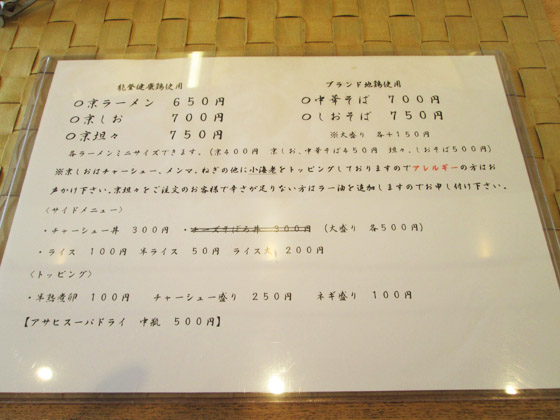 能登健康鶏使用　　　ブランド地鶏使用
○京ラーメン　６５０円　　　○中華そば　７００円
○京しお　７００円　　　○しおそば　７５０円
○京坦々　７５０円　　　※大盛り　各＋１５０円
各ラーメンミニサイズできます。（京４００円　京しお、中華そば４５０円　坦々、しおそば５００円）
※京しおはチャーシュー、メンマ、ねぎの他に小海老をトッピングしておりますのでアレルギーの方はお
声かけ下さい。京坦々をご注文のお客様で辛さが足りない方はラー油を追加しますのでお申し付け下さい。
〈サイドメニュー〉
・チャーシュー丼　３００円　・チーズそぼろ丼　３００円　（大盛り　各５００円）
・ライス　１００円　半ライス　５０円　ライス大　２００円
〈トッピング〉
・半熟煮卵　１００円　　チャーシュー盛り　２５０円　　ネギ盛り　１００円
【アサヒスーパドライ　中瓶　５００円】